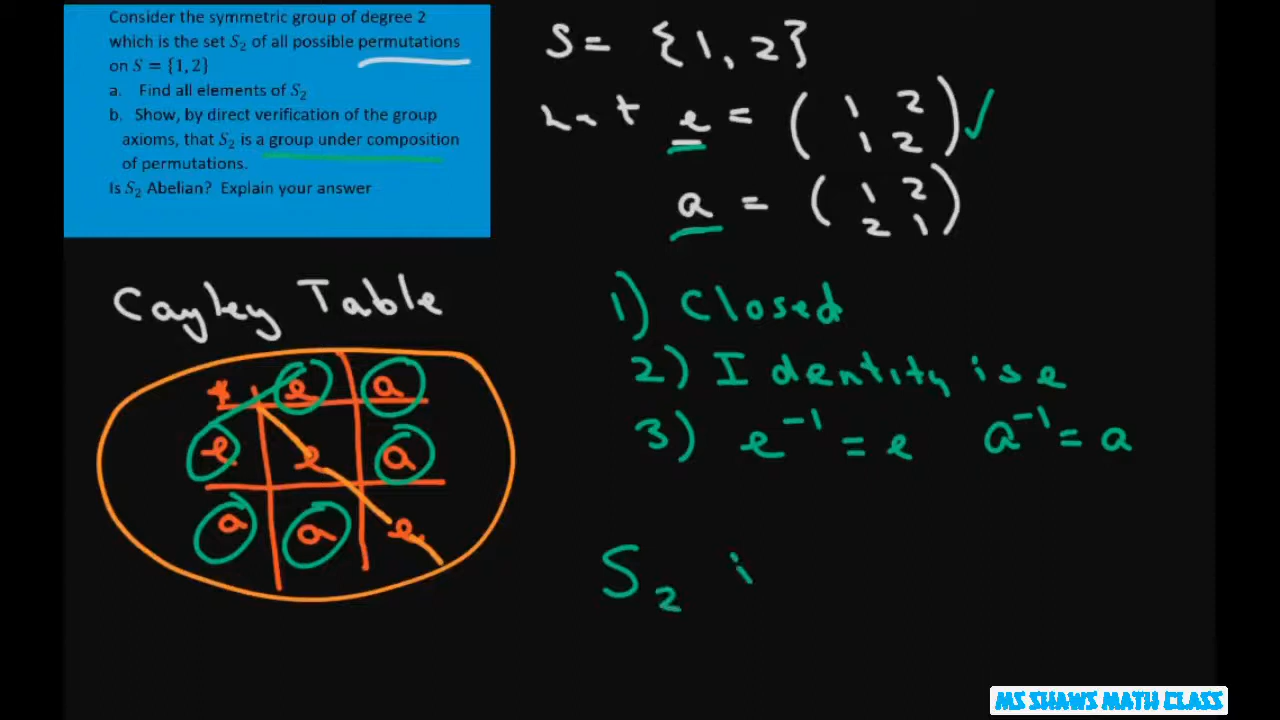 Consider the symmetric group of degree 2
which is the set S₂ of all possible permutations
on S = {1, 2}
a. Find all elements of S₂
b. Show, by direct verification of the group
axioms, that S₂ is a group under composition
of permutations.
Is S₂ Abelian? Explain your answer
S = {1, 2}
e = ( 1 2
1 2 ) ✓
a = ( 1 2
2 1 )
Cayley Table
* e a
e e a
a a e
1) Closed
2) Identity is e
3) e⁻¹ = e a⁻¹ = a
S₂ i
MS SHAWS MATH CLASS